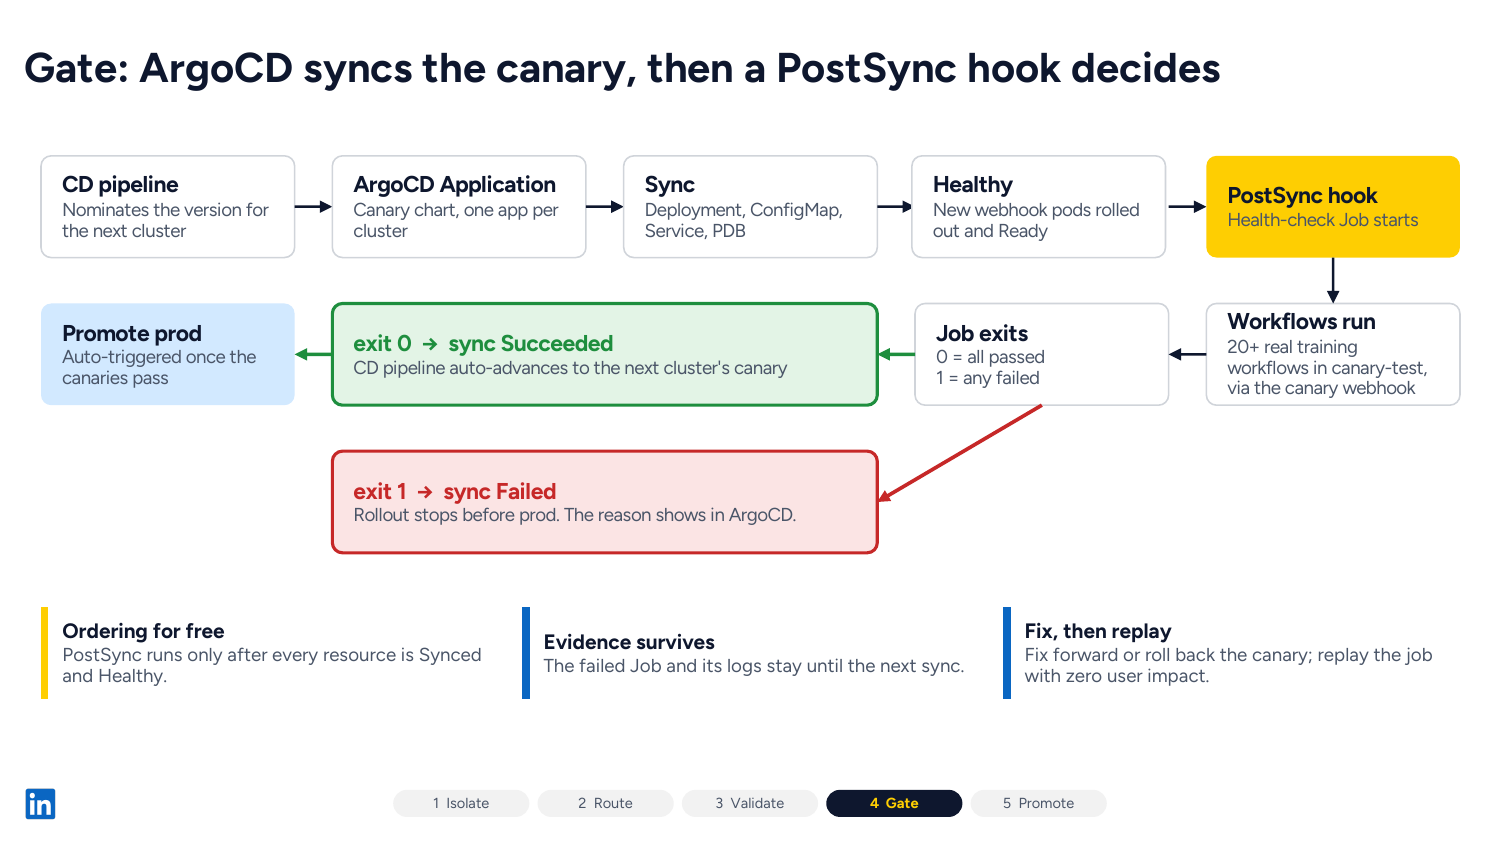 Gate: ArgoCD syncs the canary, then a PostSync hook decides
CD pipeline
Nominates the version for
the next cluster
ArgoCD Application
Canary chart, one app per
cluster
Sync
Deployment, ConfigMap,
Service, PDB
Healthy
New webhook pods rolled
out and Ready
PostSync hook
Health-check Job starts
Promote prod
Auto-triggered once the
canaries pass
exit 0 → sync Succeeded
CD pipeline auto-advances to the next cluster's canary
Job exits
0 = all passed
1 = any failed
Workflows run
20+ real training
workflows in canary-test,
via the canary webhook
exit 1 → sync Failed
Rollout stops before prod. The reason shows in ArgoCD.
Ordering for free
PostSync runs only after every resource is Synced
and Healthy.
Evidence survives
The failed Job and its logs stay until the next sync.
Fix, then replay
Fix forward or roll back the canary; replay the job
with zero user impact.
in
1 Isolate
2 Route
3 Validate
4 Gate
5 Promote